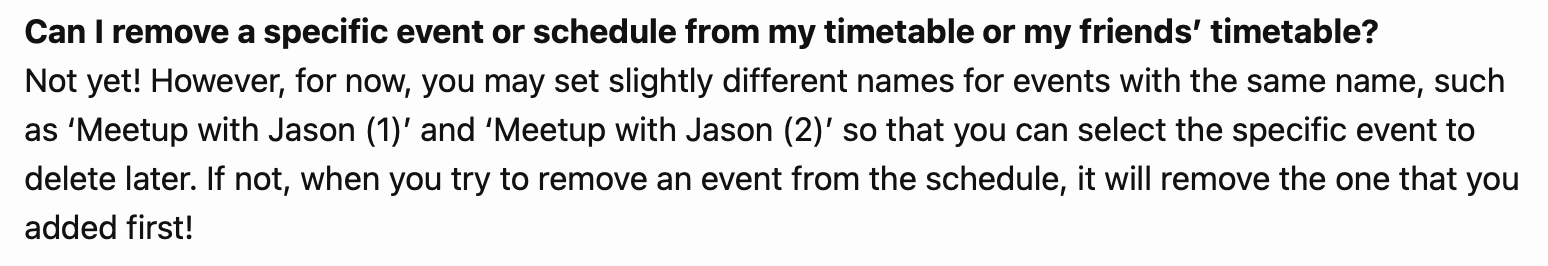 Can I remove a specific event or schedule from my timetable or my friends’ timetable?
Not yet! However, for now, you may set slightly different names for events with the same name, such
as ‘Meetup with Jason (1)’ and ‘Meetup with Jason (2)’ so that you can select the specific event to
delete later. If not, when you try to remove an event from the schedule, it will remove the one that you
added first!